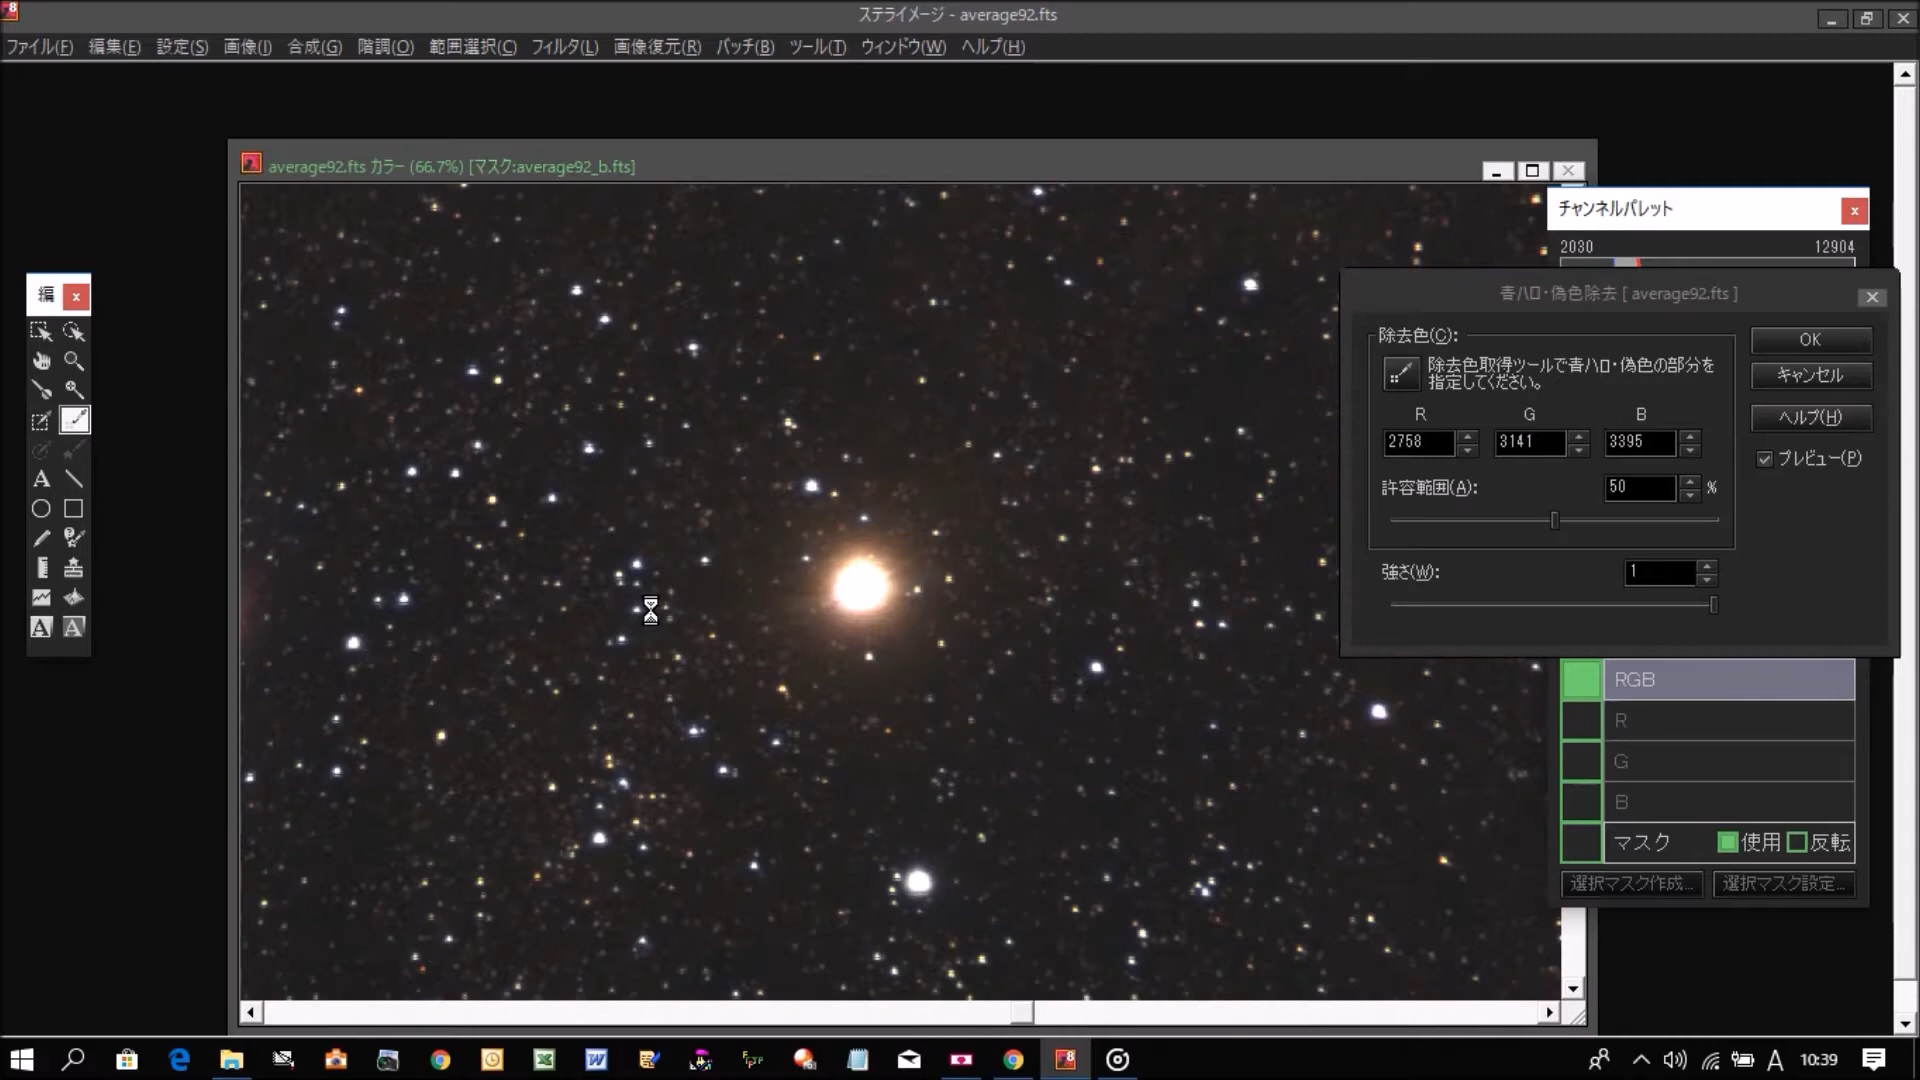 ステライメージ - average92.fts
ファイル(F) 編集(E) 設定(S) 画像(I) 合成(G) 階調(O) 範囲選択(C) フィルタ(L) 画像復元(R) バッチ(B) ツール(T) ウィンドウ(W) ヘルプ(H)
average92.fts カラー (66.7%) [マスク:average92_b.fts]
編
チャンネルパレット
2030 12904
青ハロ・偽色除去 [ average92.fts ]
除去色(C):
除去色取得ツールで青ハロ・偽色の部分を
指定してください。
R G B
2758 3141 3395
許容範囲(A): 50 %
強さ(W): 1
OK
キャンセル
ヘルプ(H)
プレビュー(P)
RGB
R
G
B
マスク 使用 反転
選択マスク作成... 選択マスク設定...
A 10:39